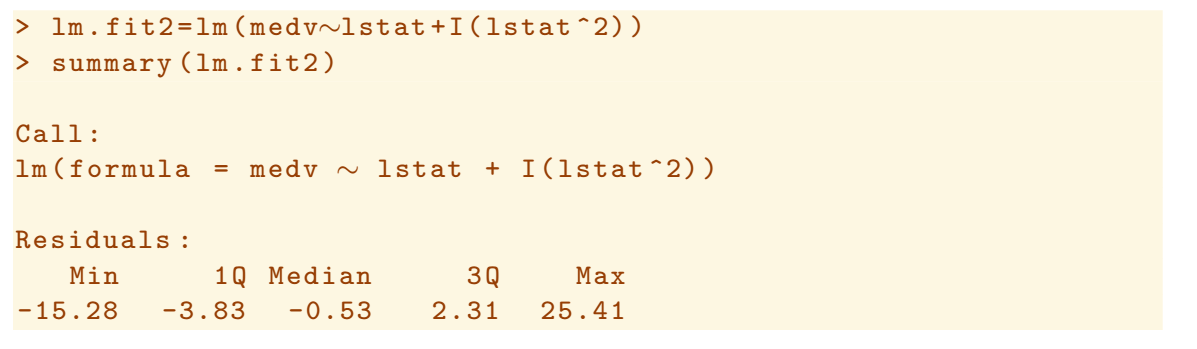 > lm.fit2=lm(medv∼lstat+I(lstat^2))
> summary(lm.fit2)
Call:
lm(formula = medv ∼ lstat + I(lstat^2))
Residuals:
Min 1Q Median 3Q Max
-15.28 -3.83 -0.53 2.31 25.41